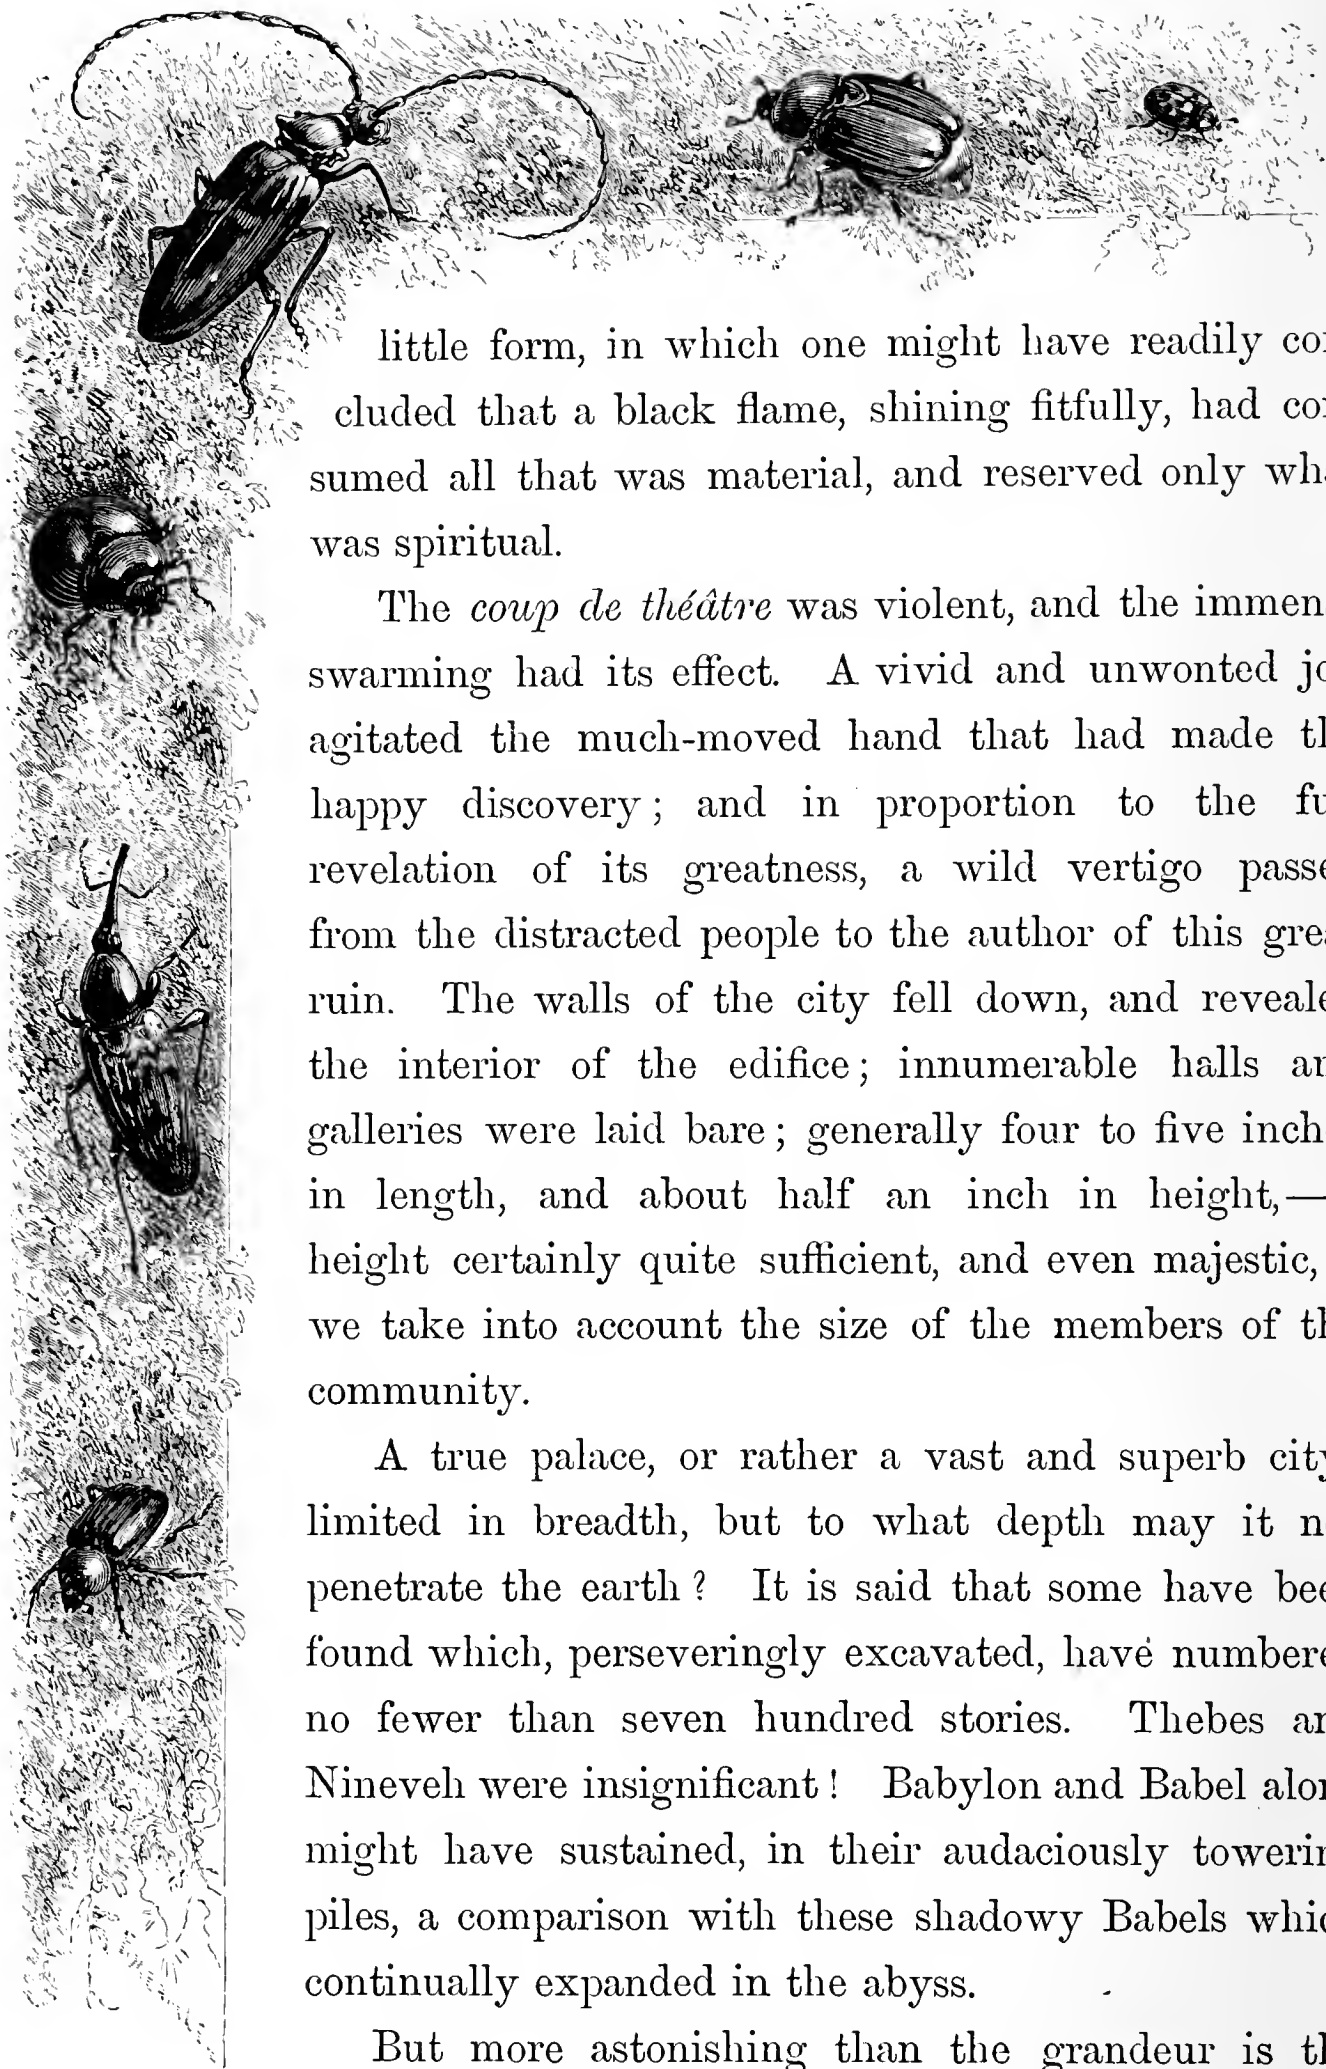 little form, in which one might have readily co
cluded that a black flame, shining fitfully, had co
sumed all that was material, and reserved only wha
was spiritual.
The coup de théâtre was violent, and the immen
swarming had its effect. A vivid and unwonted jo
agitated the much-moved hand that had made th
happy discovery; and in proportion to the fu
revelation of its greatness, a wild vertigo passe
from the distracted people to the author of this grea
ruin. The walls of the city fell down, and reveale
the interior of the edifice; innumerable halls an
galleries were laid bare; generally four to five inch
in length, and about half an inch in height,—
height certainly quite sufficient, and even majestic,
we take into account the size of the members of th
community.
A true palace, or rather a vast and superb city
limited in breadth, but to what depth may it n
penetrate the earth? It is said that some have bee
found which, perseveringly excavated, have numbere
no fewer than seven hundred stories. Thebes an
Nineveh were insignificant! Babylon and Babel alon
might have sustained, in their audaciously towerin
piles, a comparison with these shadowy Babels whic
continually expanded in the abyss.
But more astonishing than the grandeur is th